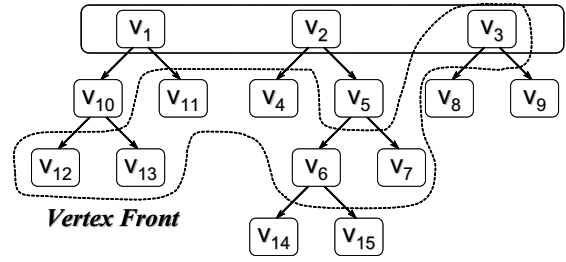 V1 V2 V3
V10 V11 V4 V5 V8 V9
V12 V13 V6 V7
Vertex Front
V14 V15